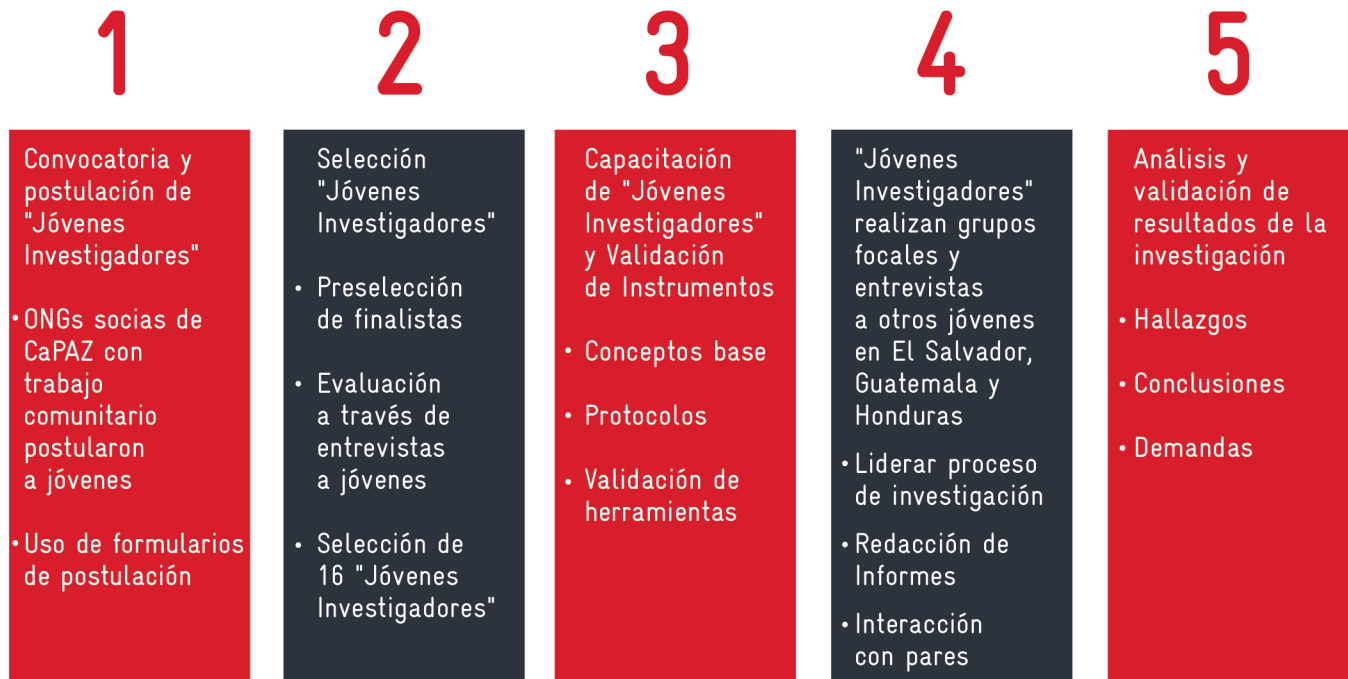 1
Convocatoria y
postulación de
"Jóvenes
Investigadores"
• ONGs socias de
CaPAZ con
trabajo
comunitario
postularon
a jóvenes
• Uso de formularios
de postulación
2
Selección
"Jóvenes
Investigadores"
• Preselección
de finalistas
• Evaluación
a través de
entrevistas
a jóvenes
• Selección de
16 "Jóvenes
Investigadores"
3
Capacitación
de "Jóvenes
Investigadores"
y Validación
de Instrumentos
• Conceptos base
• Protocolos
• Validación de
herramientas
4
"Jóvenes
Investigadores"
realizan grupos
focales y
entrevistas
a otros jóvenes
en El Salvador,
Guatemala y
Honduras
• Liderar proceso
de investigación
• Redacción de
Informes
• Interacción
con pares
5
Análisis y
validación de
resultados de la
investigación
• Hallazgos
• Conclusiones
• Demandas